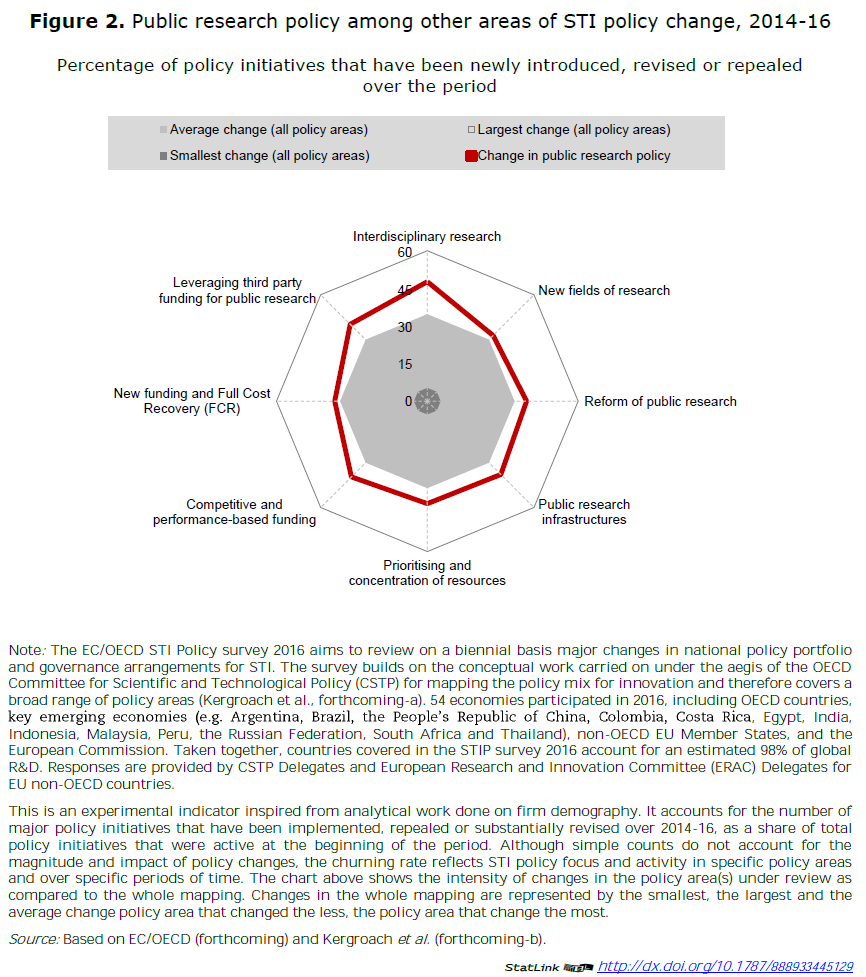 Figure 2. Public research policy among other areas of STI policy change, 2014-16
Percentage of policy initiatives that have been newly introduced, revised or repealed
over the period
Average change (all policy areas)
Largest change (all policy areas)
Smallest change (all policy areas)
Change in public research policy
Interdisciplinary research
60
45
30
15
0
New fields of research
Reform of public research
Public research
infrastructures
Prioritising and
concentration of resources
Competitive and
performance-based funding
New funding and Full Cost
Recovery (FCR)
Leveraging third party
funding for public research
Note: The EC/OECD STI Policy survey 2016 aims to review on a biennial basis major changes in national policy portfolio
and governance arrangements for STI. The survey builds on the conceptual work carried on under the aegis of the OECD
Committee for Scientific and Technological Policy (CSTP) for mapping the policy mix for innovation and therefore covers a
broad range of policy areas (Kergroach et al., forthcoming-a). 54 economies participated in 2016, including OECD countries,
key emerging economies (e.g. Argentina, Brazil, the People's Republic of China, Colombia, Costa Rica, Egypt, India,
Indonesia, Malaysia, Peru, the Russian Federation, South Africa and Thailand), non-OECD EU Member States, and the
European Commission. Taken together, countries covered in the STIP survey 2016 account for an estimated 98% of global
R&D. Responses are provided by CSTP Delegates and European Research and Innovation Committee (ERAC) Delegates for
EU non-OECD countries.
This is an experimental indicator inspired from analytical work done on firm demography. It accounts for the number of
major policy initiatives that have been implemented, repealed or substantially revised over 2014-16, as a share of total
policy initiatives that were active at the beginning of the period. Although simple counts do not account for the
magnitude and impact of policy changes, the churning rate reflects STI policy focus and activity in specific policy areas
and over specific periods of time. The chart above shows the intensity of changes in the policy area(s) under review as
compared to the whole mapping. Changes in the whole mapping are represented by the smallest, the largest and the
average change policy area that changed the less, the policy area that change the most.
Source: Based on EC/OECD (forthcoming) and Kergroach et al. (forthcoming-b).
StatLink http://dx.doi.org/10.1787/888933445129